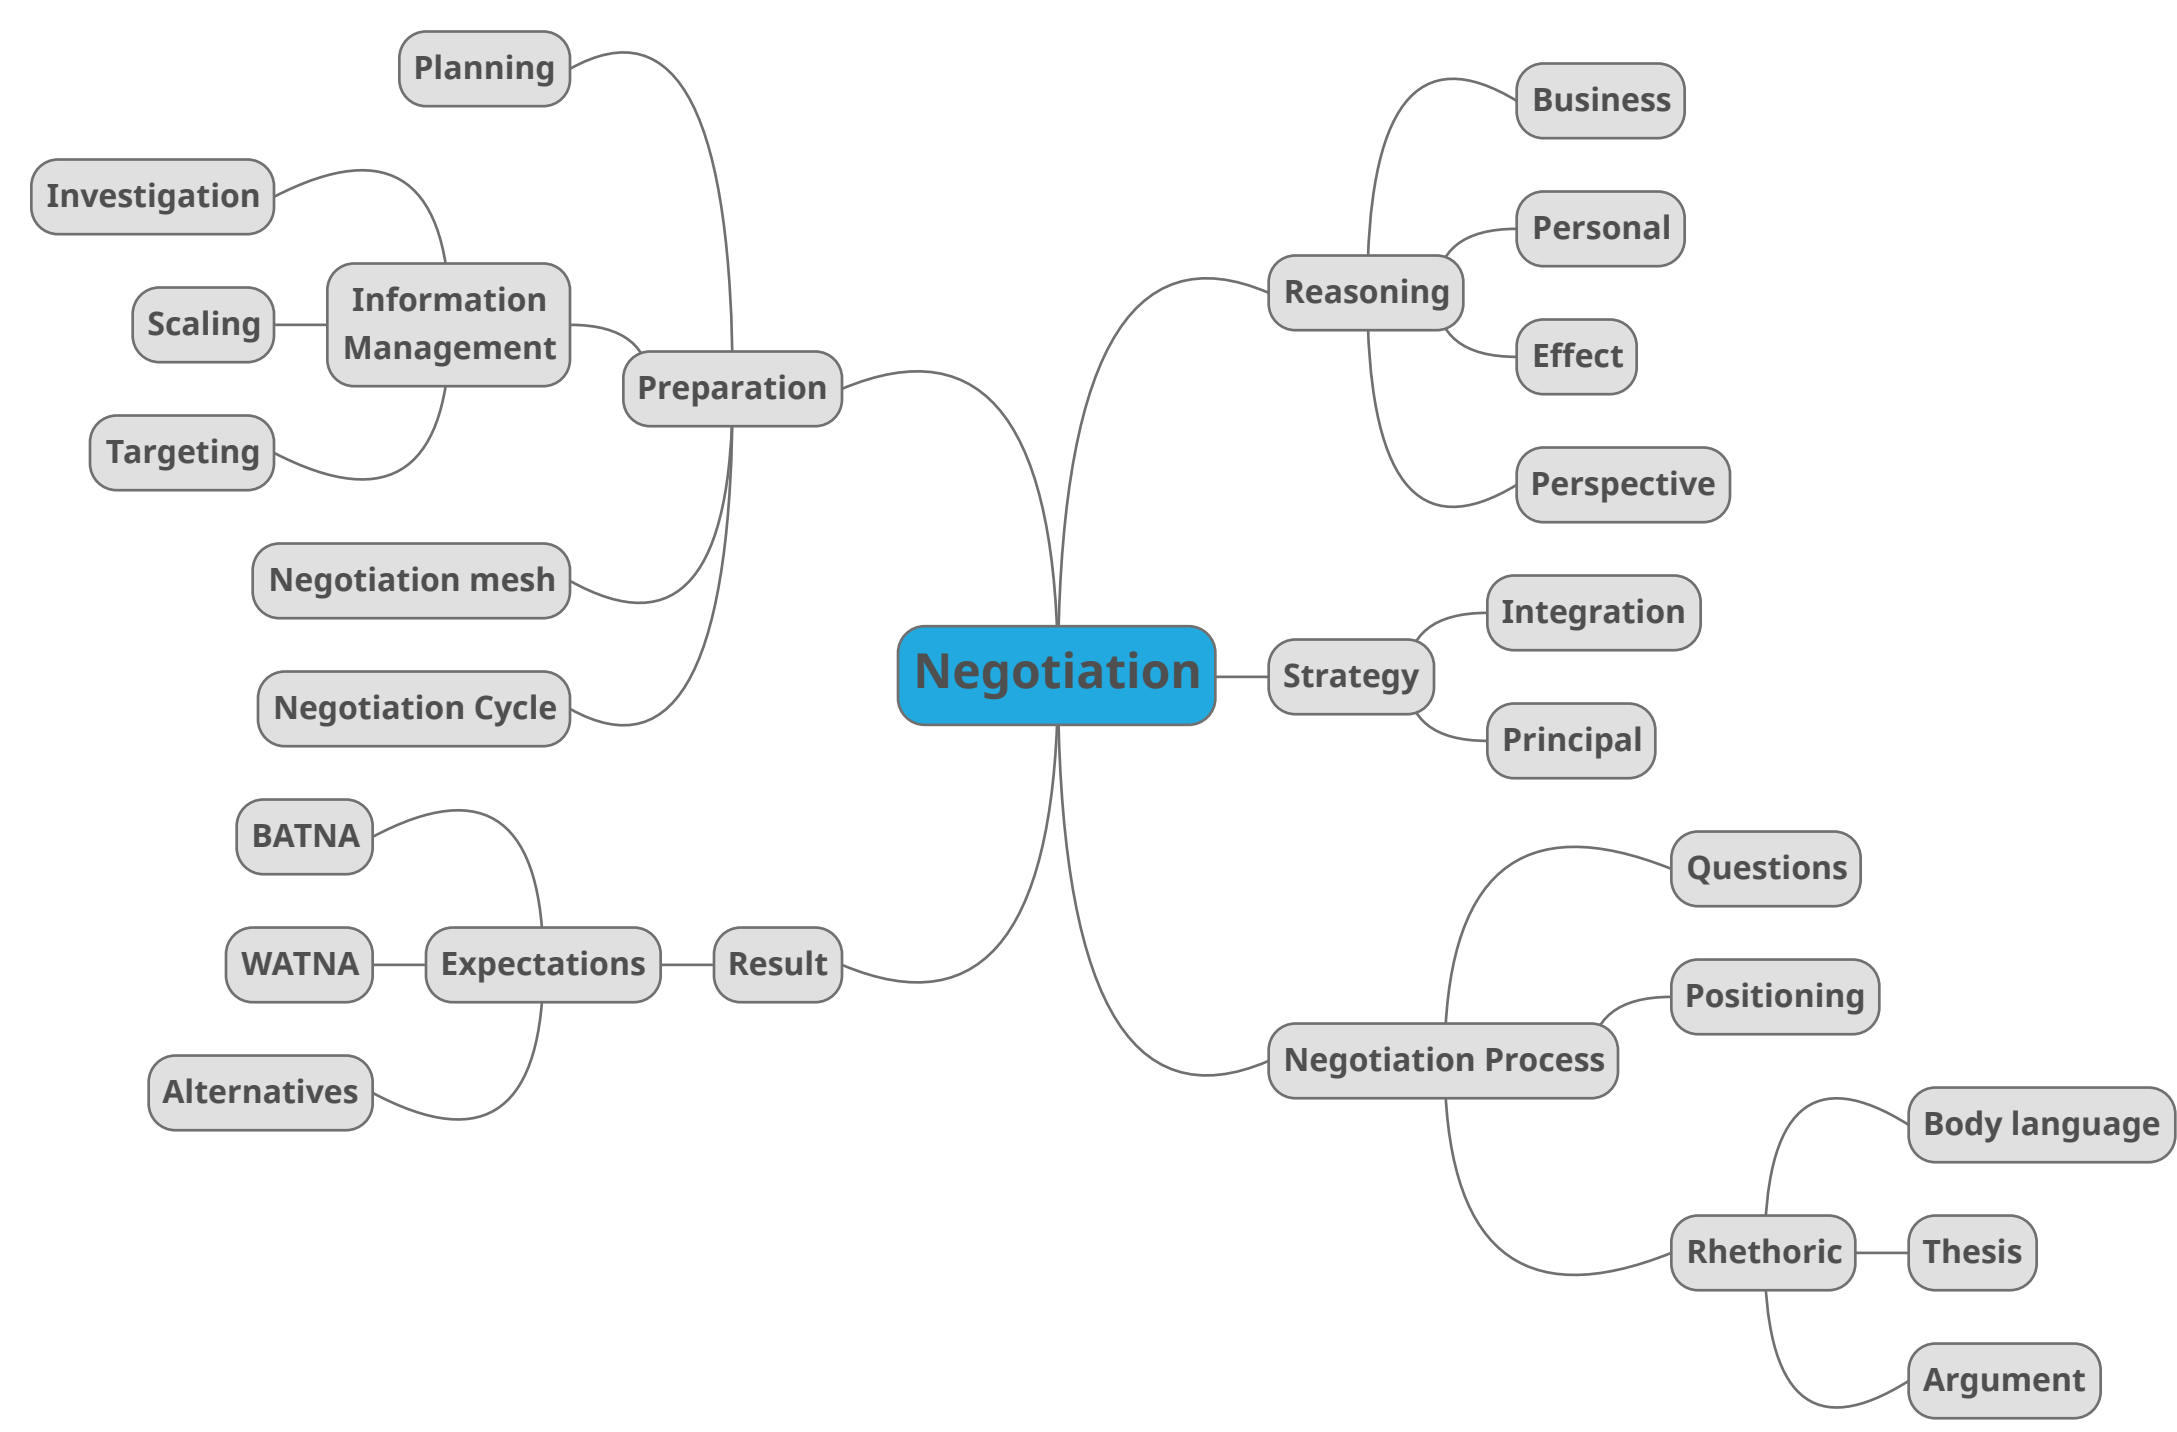 Planning
Investigation
Information
Management
Scaling
Targeting
Preparation
Negotiation mesh
Negotiation Cycle
BATNA
WATNA
Expectations
Result
Alternatives
Negotiation
Business
Personal
Reasoning
Effect
Perspective
Integration
Strategy
Principal
Questions
Positioning
Negotiation Process
Body language
Rhethoric
Thesis
Argument